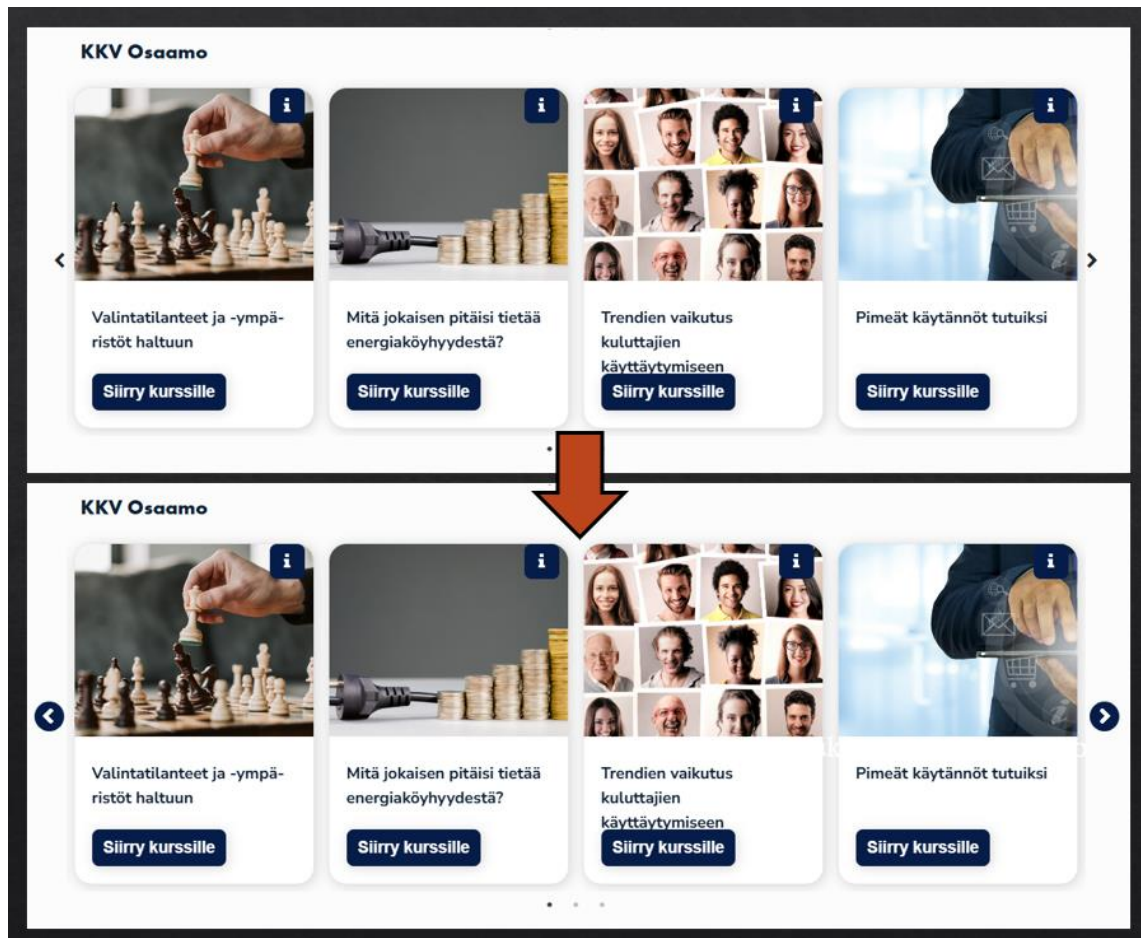 KKV Osaamo
i
i
i
i
Valintatilanteet ja -ympä-
ristöt haltuun
Siirry kurssille
Mitä jokaisen pitäisi tietää
energiaköyhyydestä?
Siirry kurssille
Trendien vaikutus
kuluttajien
käyttäytymiseen
Siirry kurssille
Pimeät käytännöt tutuiksi
Siirry kurssille
KKV Osaamo
i
i
i
i
Valintatilanteet ja -ympä-
ristöt haltuun
Siirry kurssille
Mitä jokaisen pitäisi tietää
energiaköyhyydestä?
Siirry kurssille
Trendien vaikutus
kuluttajien
käyttäytymiseen
Siirry kurssille
Pimeät käytännöt tutuiksi
Siirry kurssille